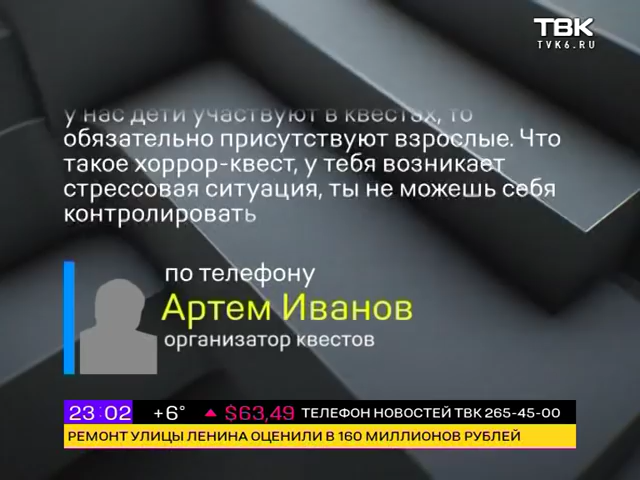 ТВК
TVK6.RU
у нас дети участвуют в квестах, то
обязательно присутствуют взрослые. Что
такое хоррор-квест, у тебя возникает
стрессовая ситуация, ты не можешь себя
контролировать
по телефону
Артем Иванов
организатор квестов
23:02 +6° $63,49 ТЕЛЕФОН НОВОСТЕЙ ТВК 265-45-00
РЕМОНТ УЛИЦЫ ЛЕНИНА ОЦЕНИЛИ В 160 МИЛЛИОНОВ РУБЛЕЙ